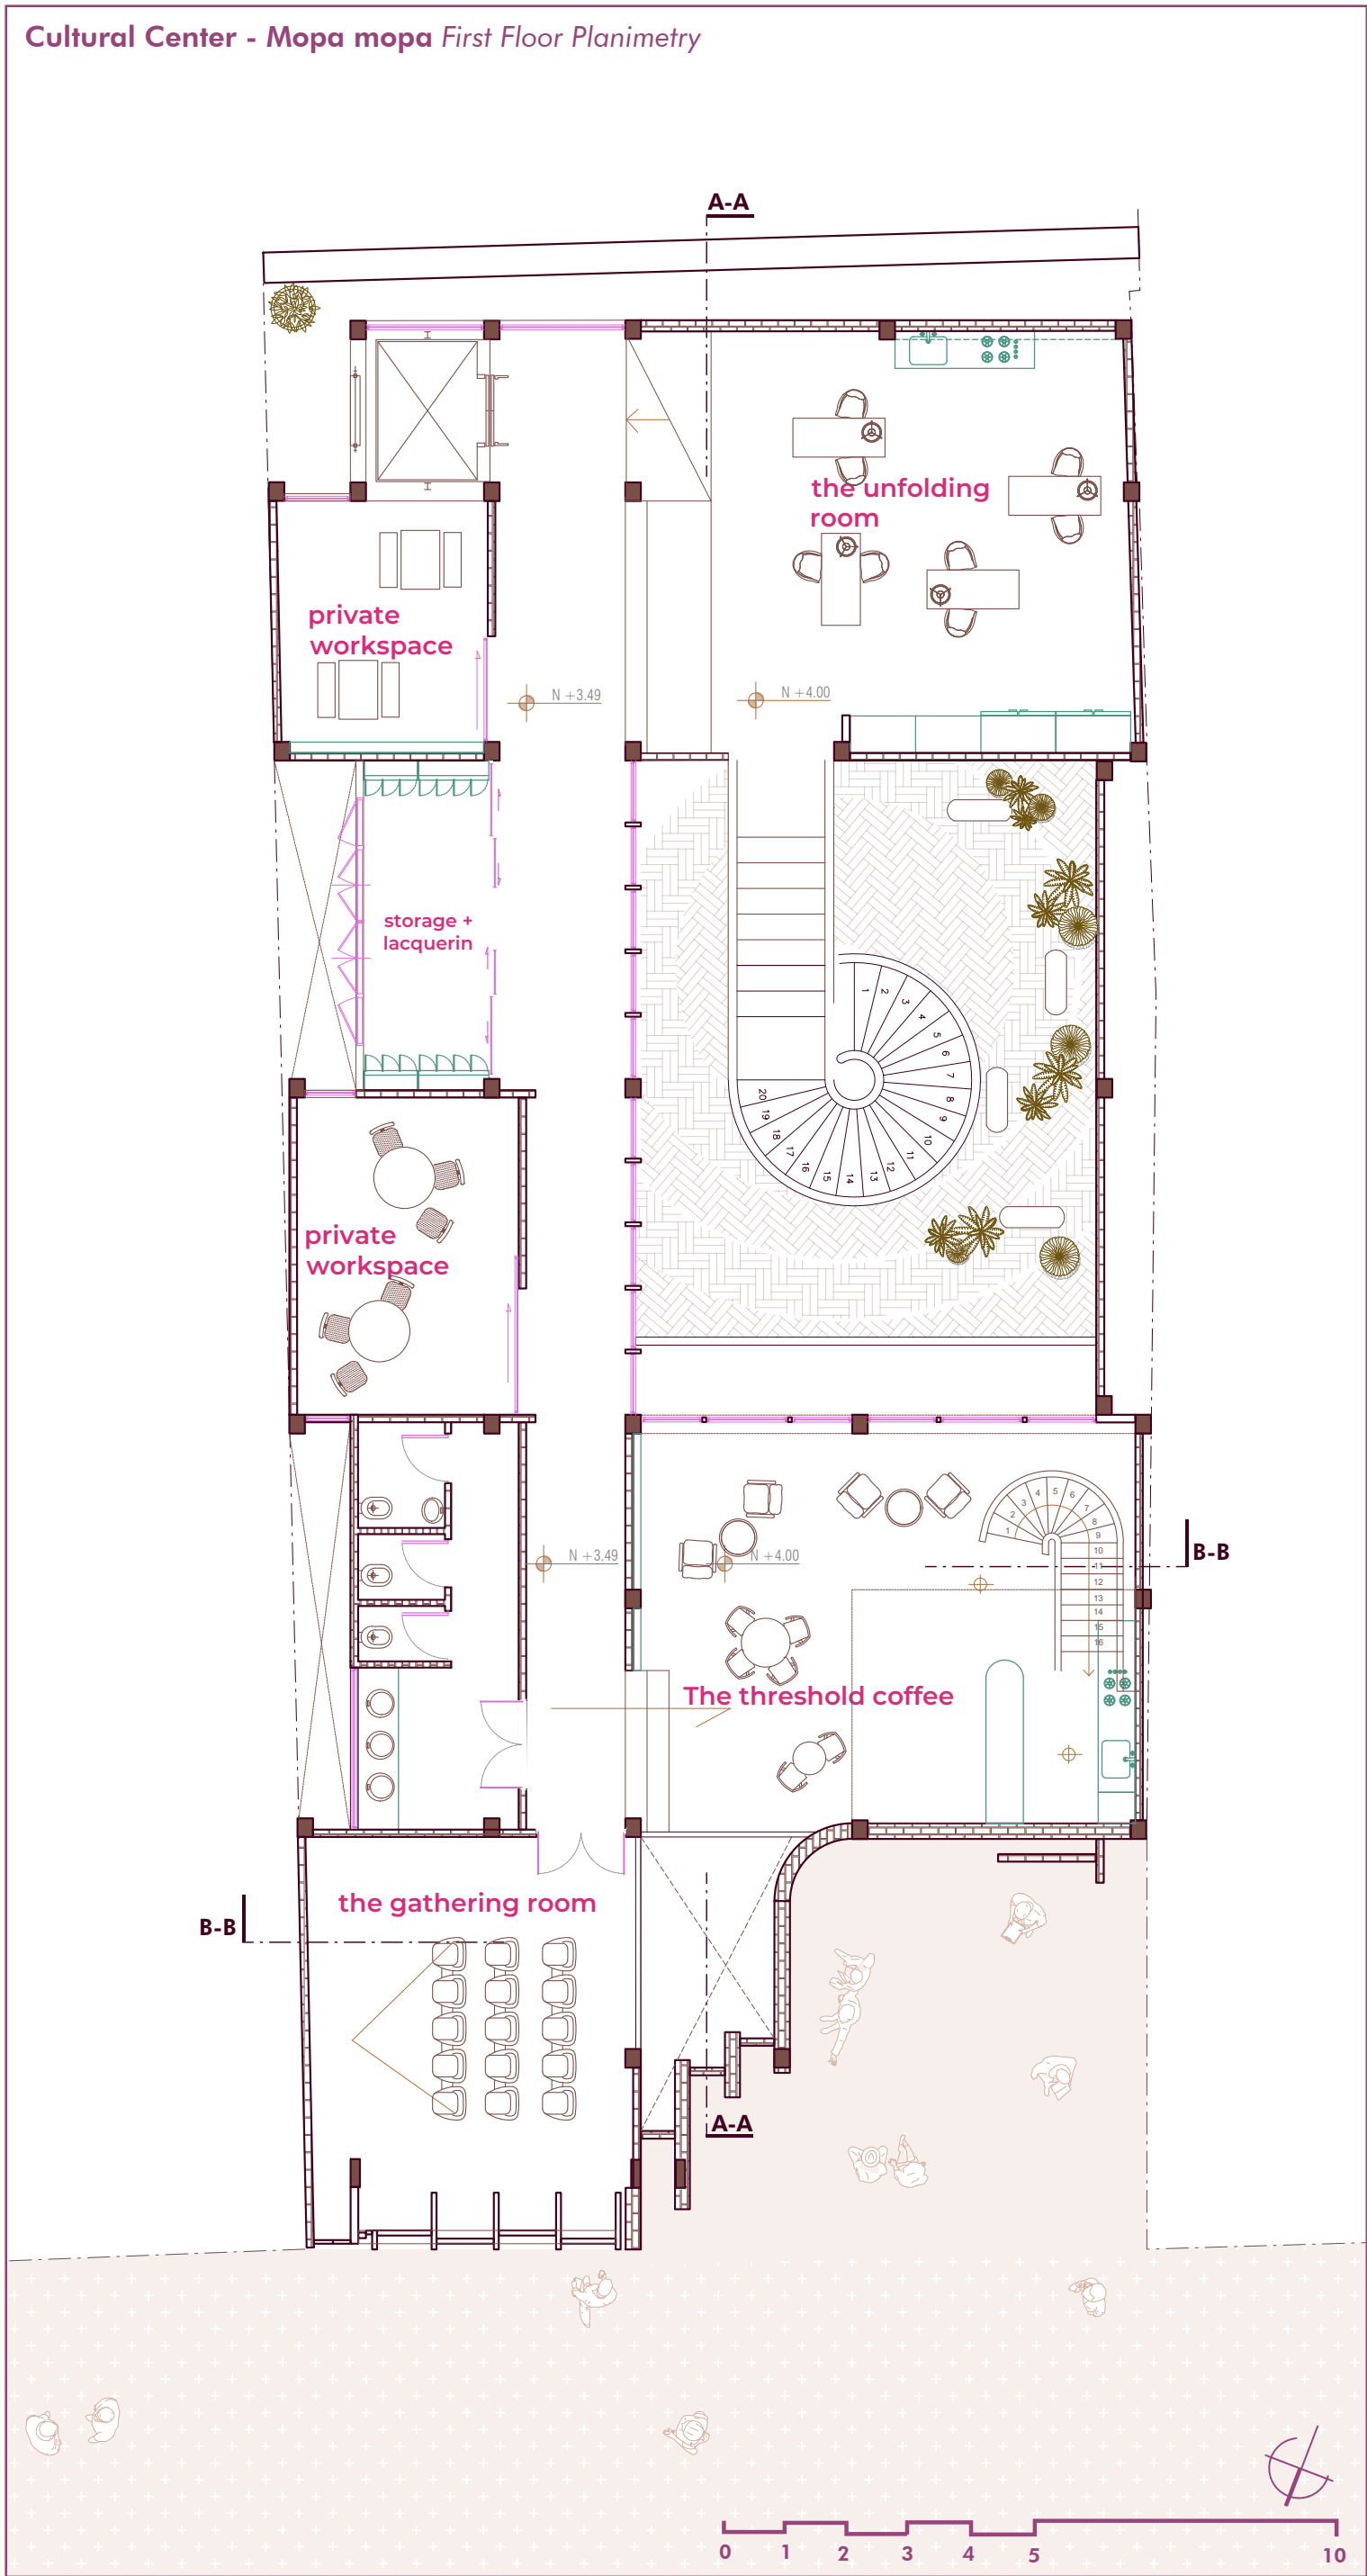 Cultural Center - Mopa mopa First Floor Planimetry
A-A
the unfolding
room
private
workspace
N +3.49
N +4.00
storage +
lacquerin
1
2
3
4
5
6
7
8
9
10
11
12
13
14
15
16
17
18
19
20
private
workspace
1
2
3
4
5
6
7
8
9
10
11
12
13
14
15
16
B-B
N +3.49
N +4.00
The threshold coffee
the gathering room
B-B
A-A
0 1 2 3 4 5 10